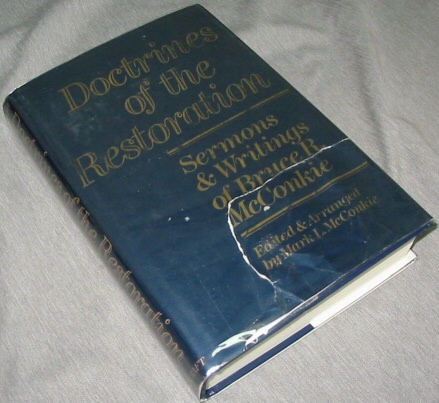 Doctrines
of the
Restoration
Sermons
& Writings
of Bruce R.
McConkie
Edited & Arranged
by Mark L. McConkie
Doctrines of the Restoration